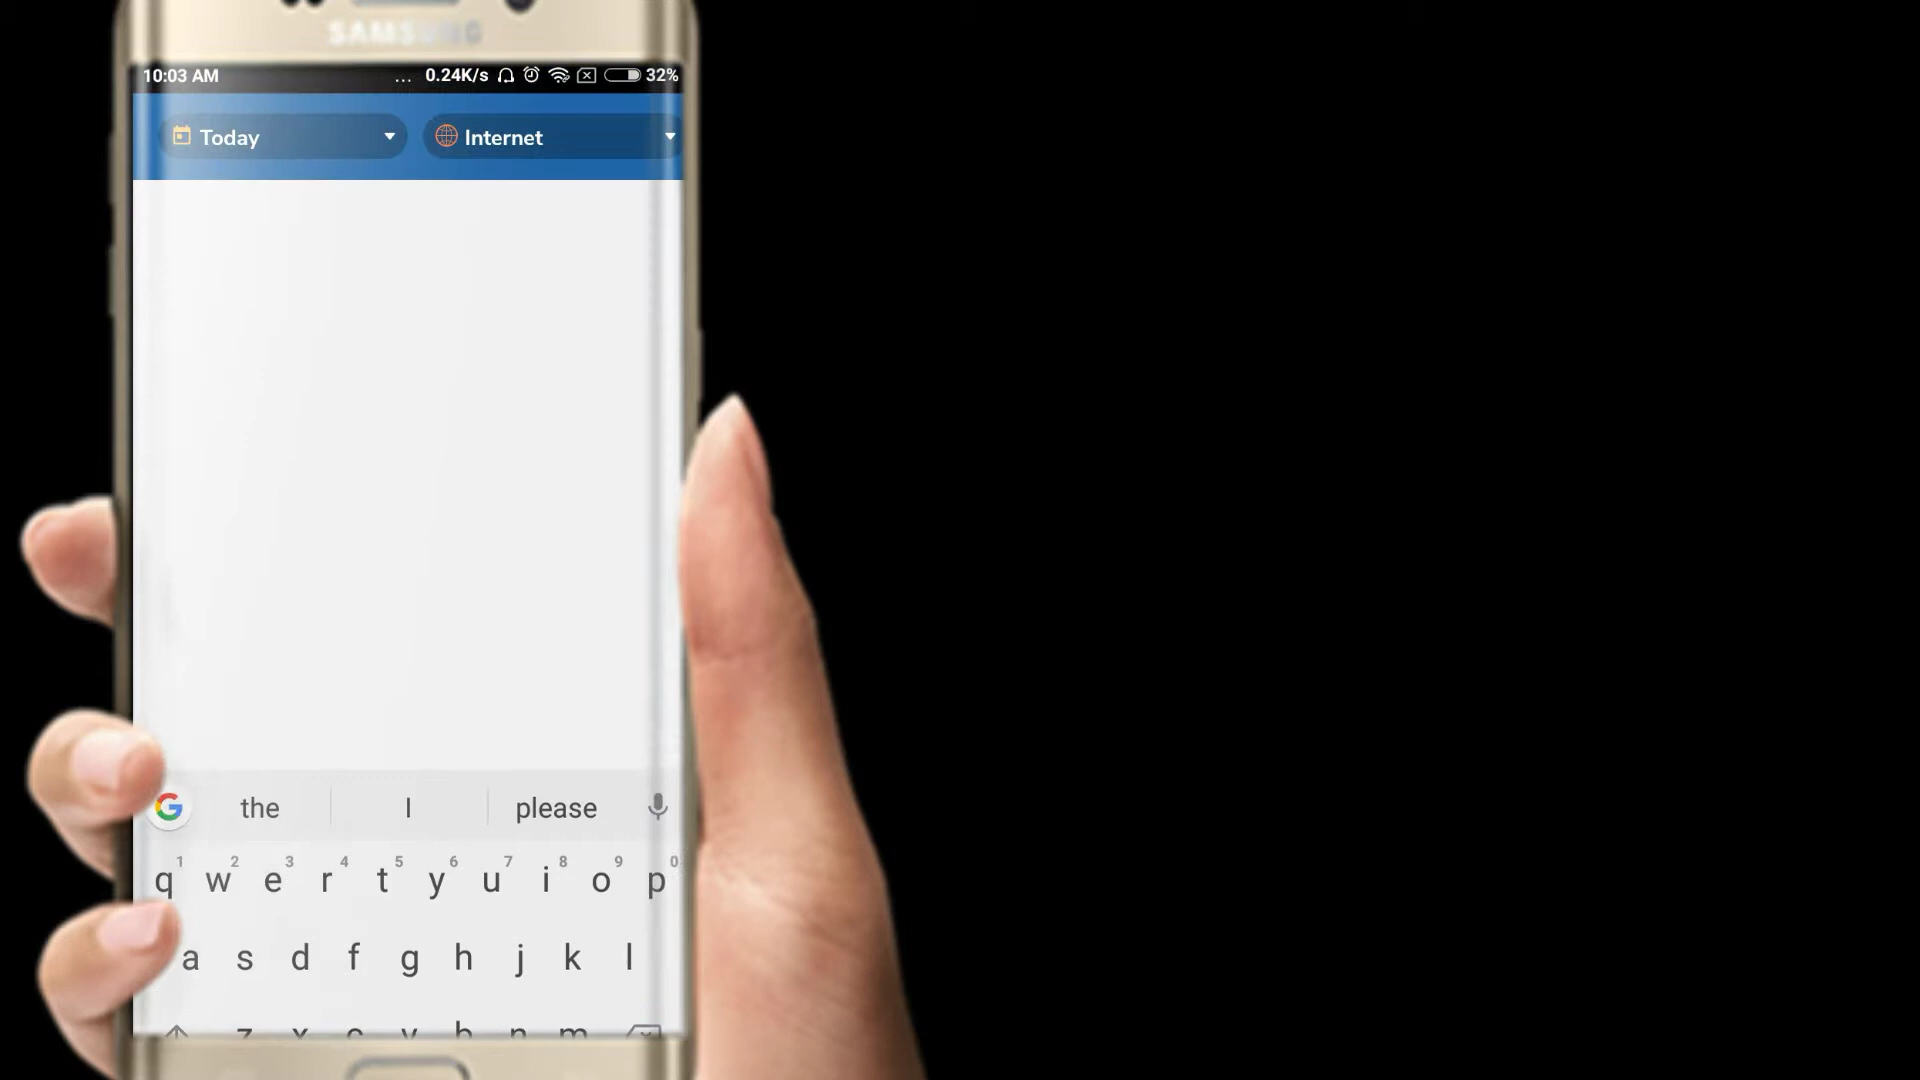 SAMSUNG
10:03 AM ... 0.24K/s 32%
Today Internet
the I please
1 2 3 4 5 6 7 8 9 0
q w e r t y u i o p
a s d f g h j k l
z x c v b n m